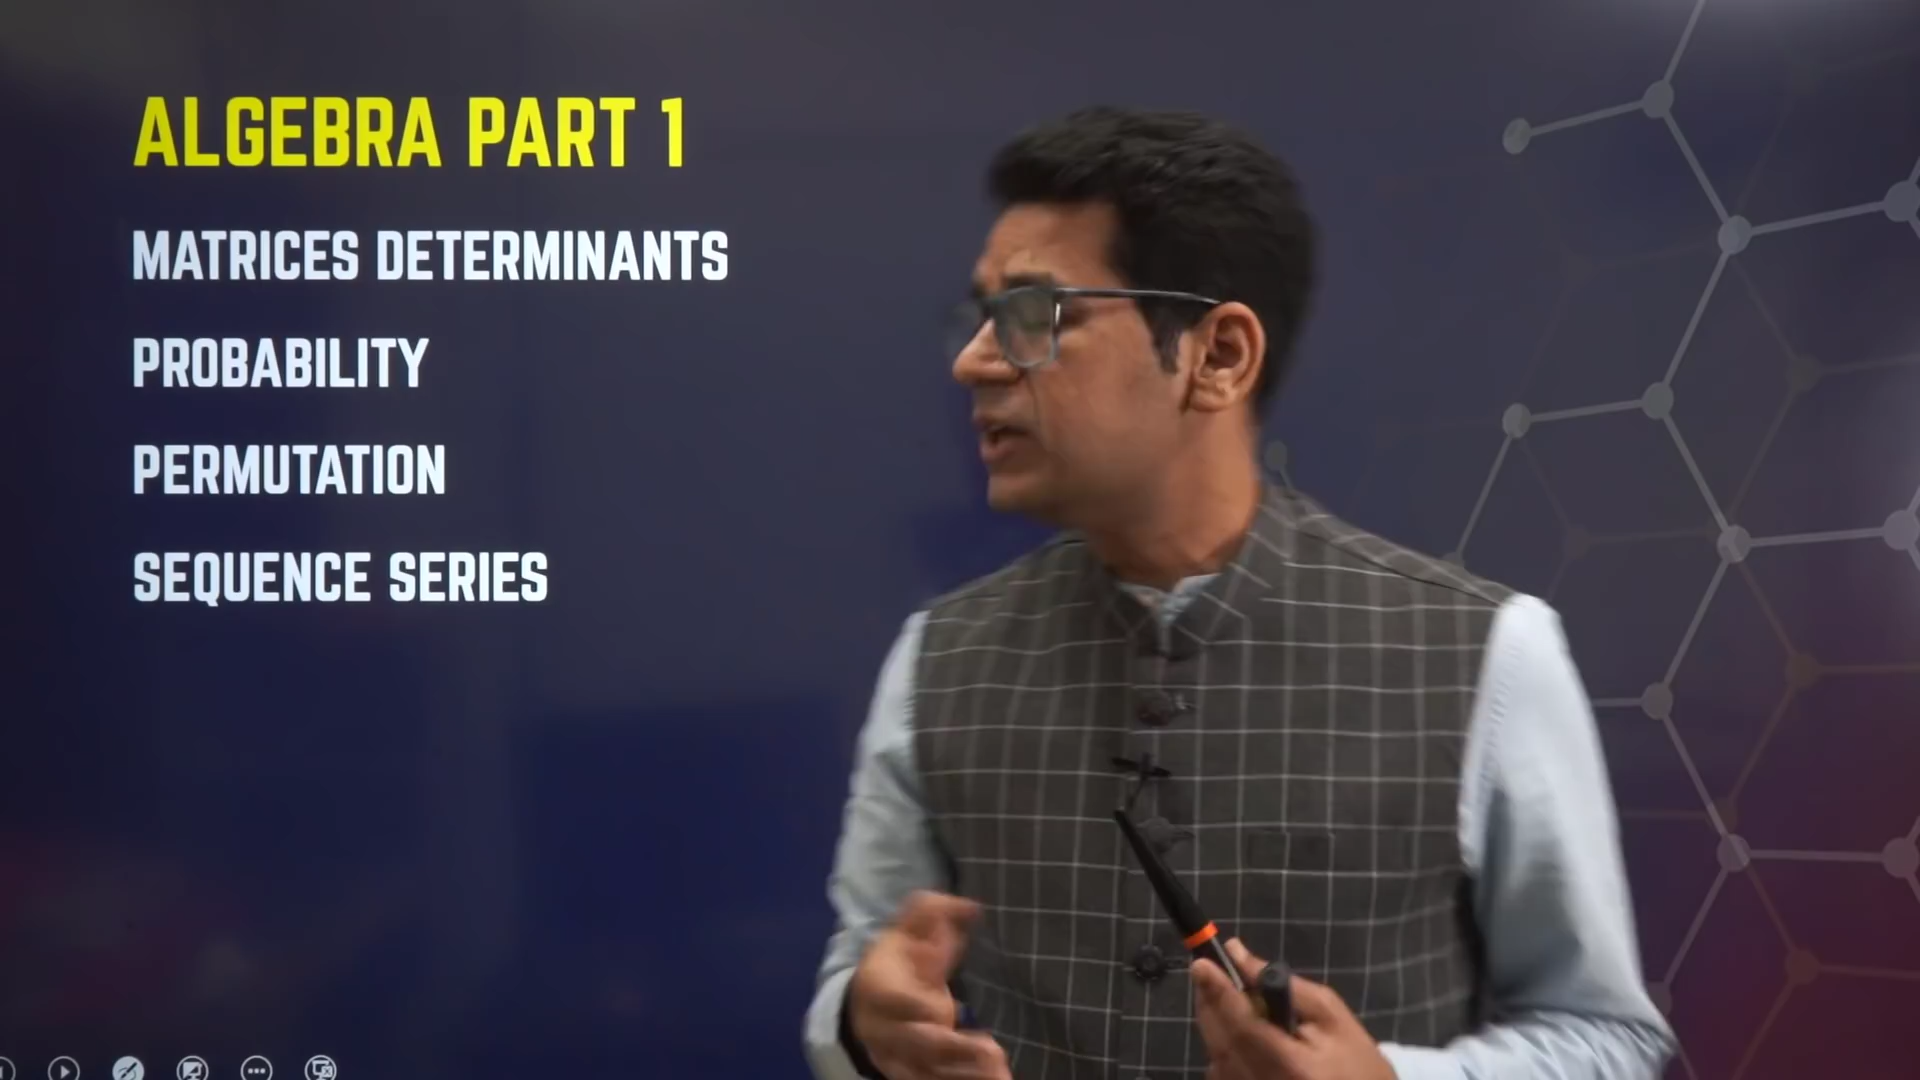 ALGEBRA PART 1
MATRICES DETERMINANTS
PROBABILITY
PERMUTATION
SEQUENCE SERIES